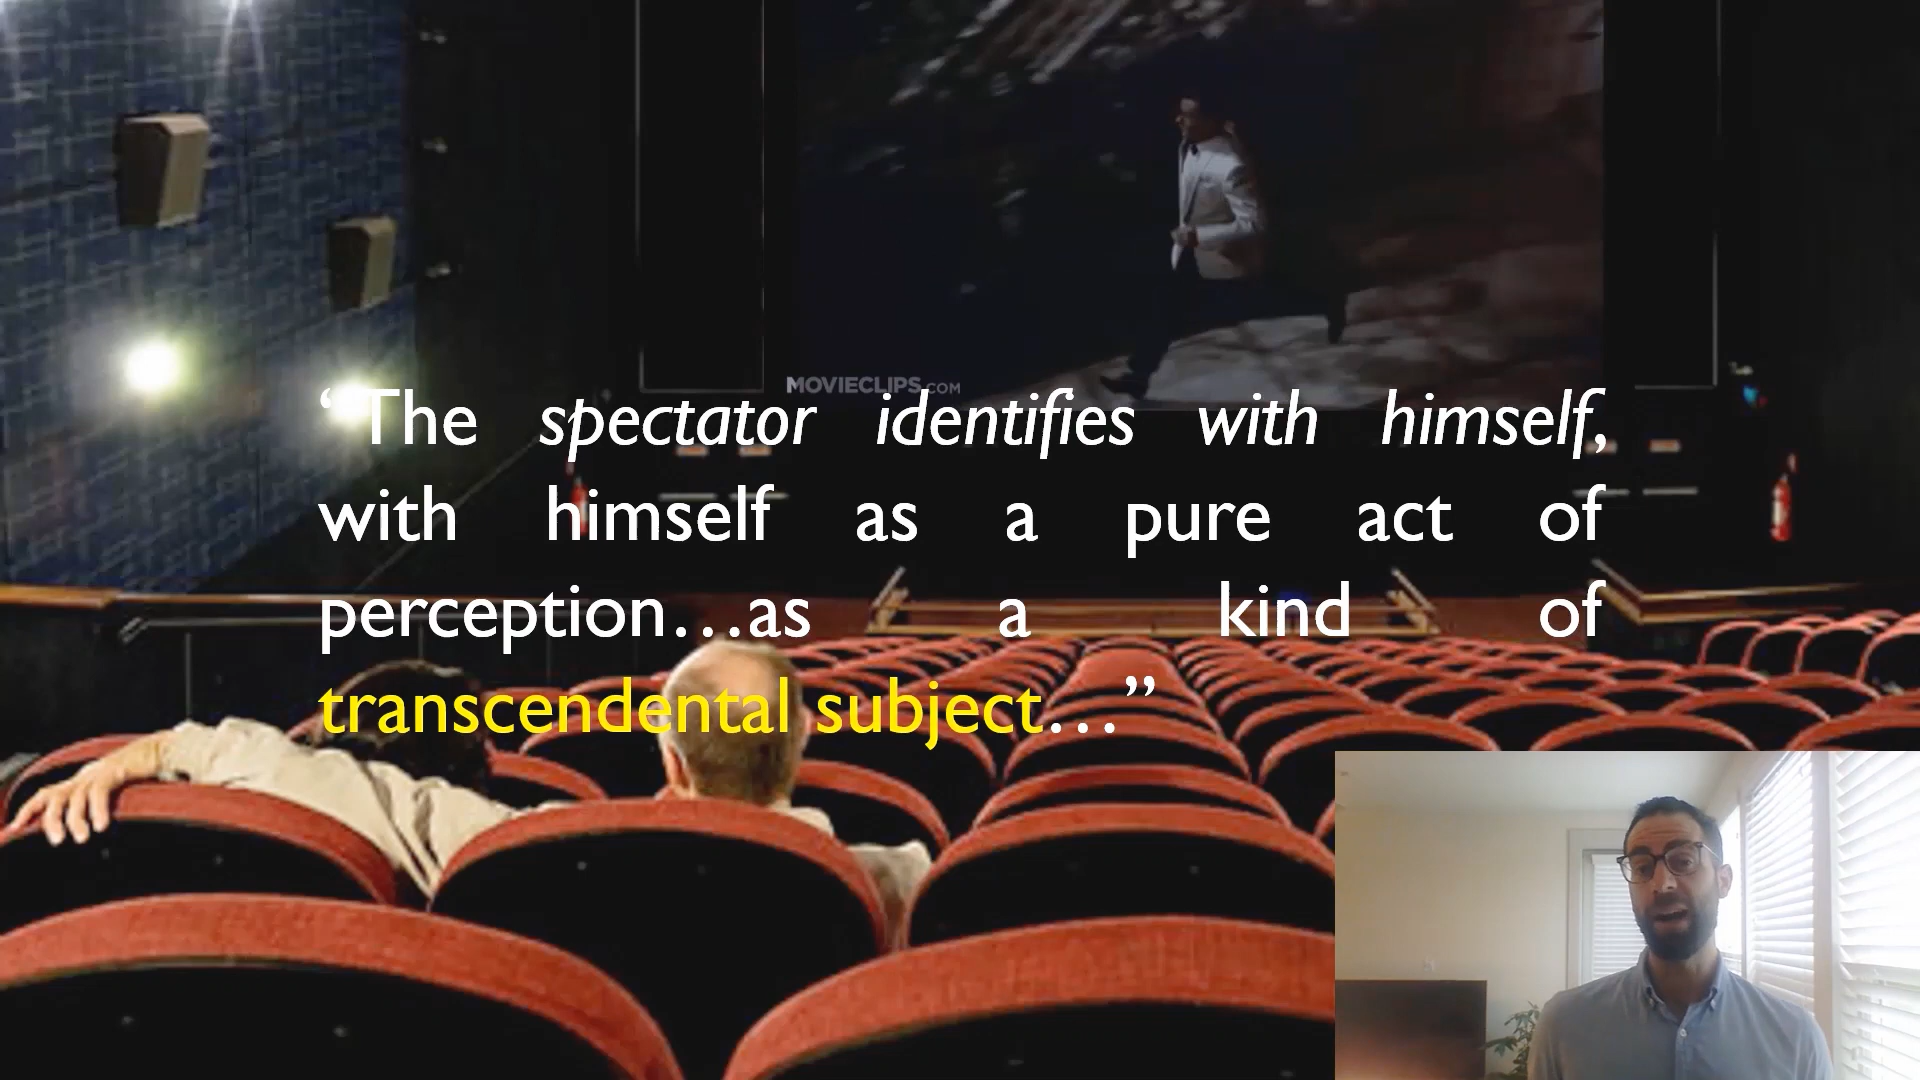 MOVIECLIPS.COM
“The spectator identifies with himself,
with himself as a pure act of
perception…as a kind of
transcendental subject…”